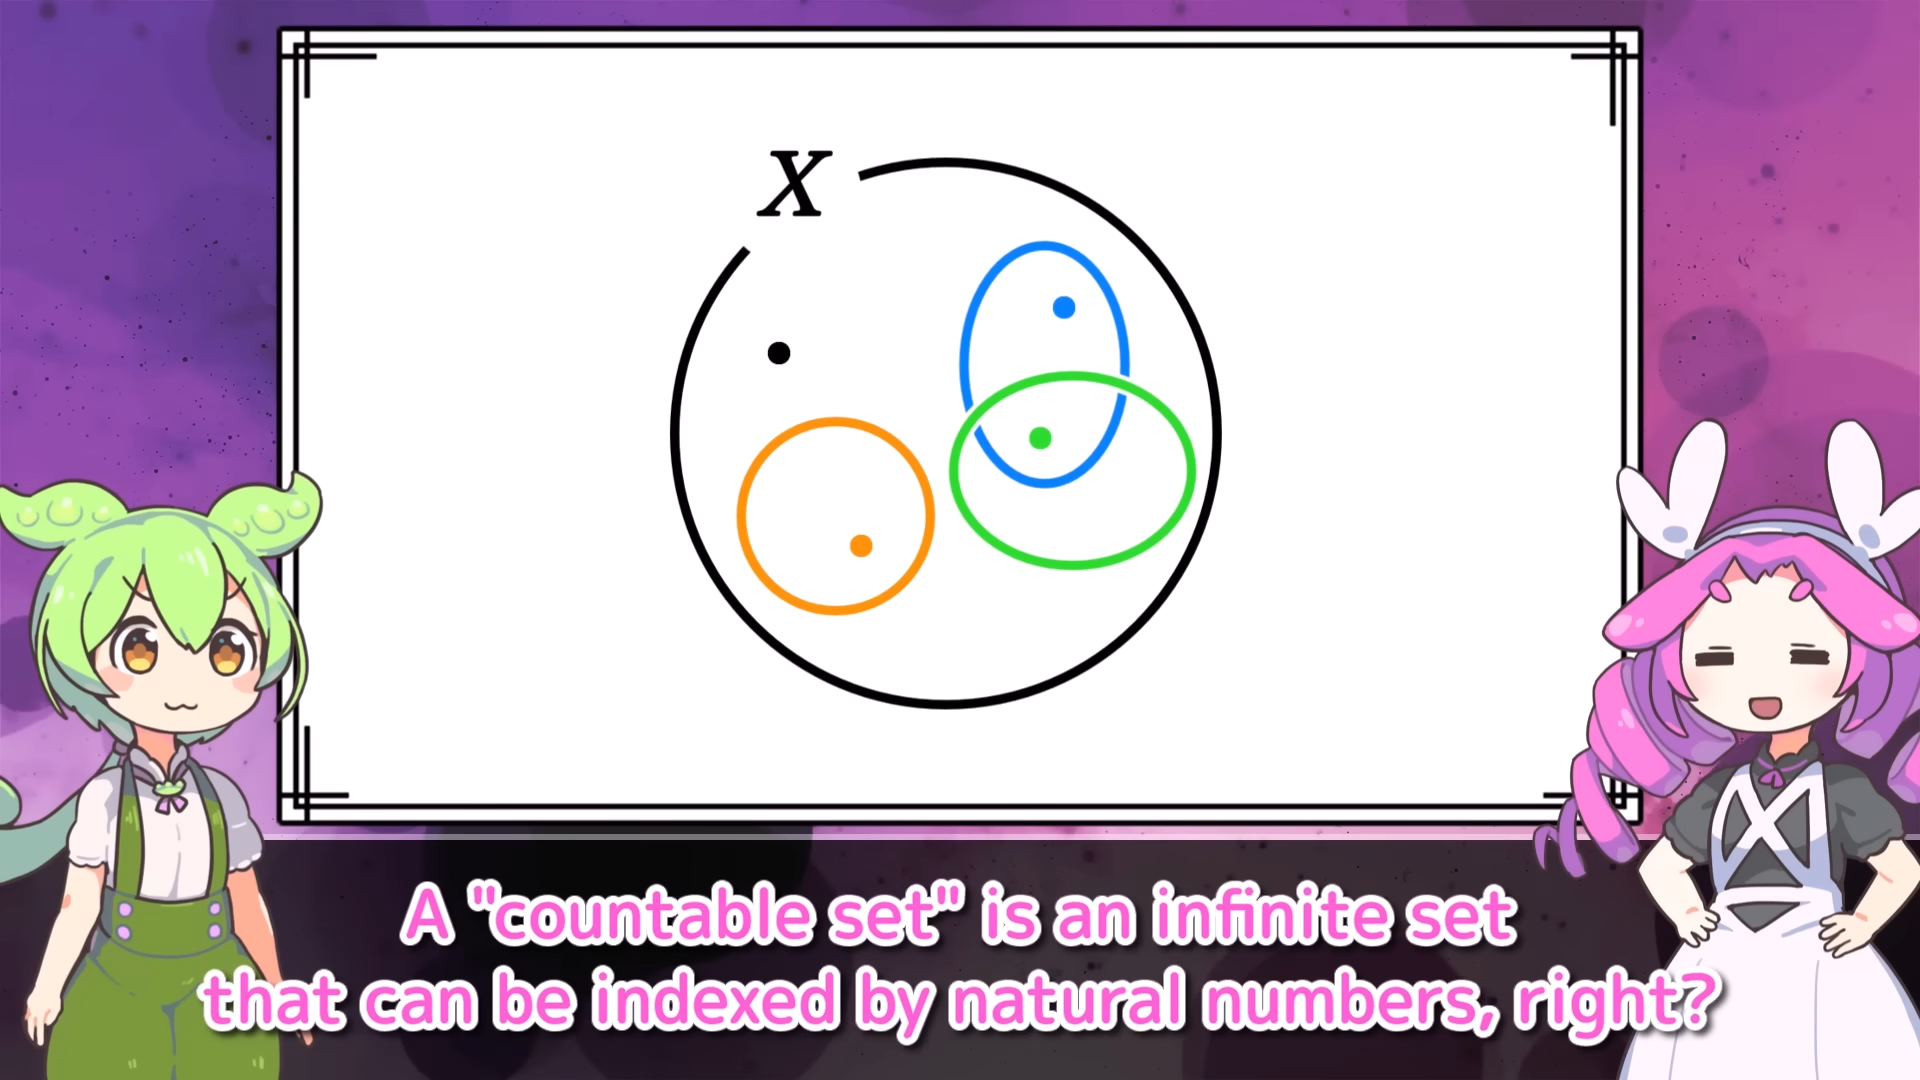 X
A "countable set" is an infinite set
that can be indexed by natural numbers, right?